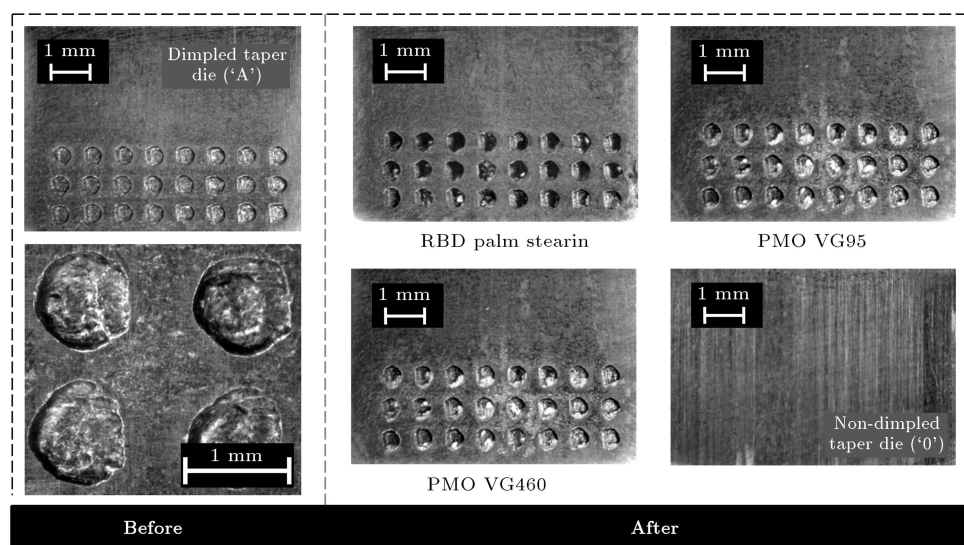 1 mm
Dimpled taper
die ('A')
1 mm
1 mm
RBD palm stearin
PMO VG95
1 mm
1 mm
1 mm
Non-dimpled
taper die ('0')
PMO VG460
Before
After